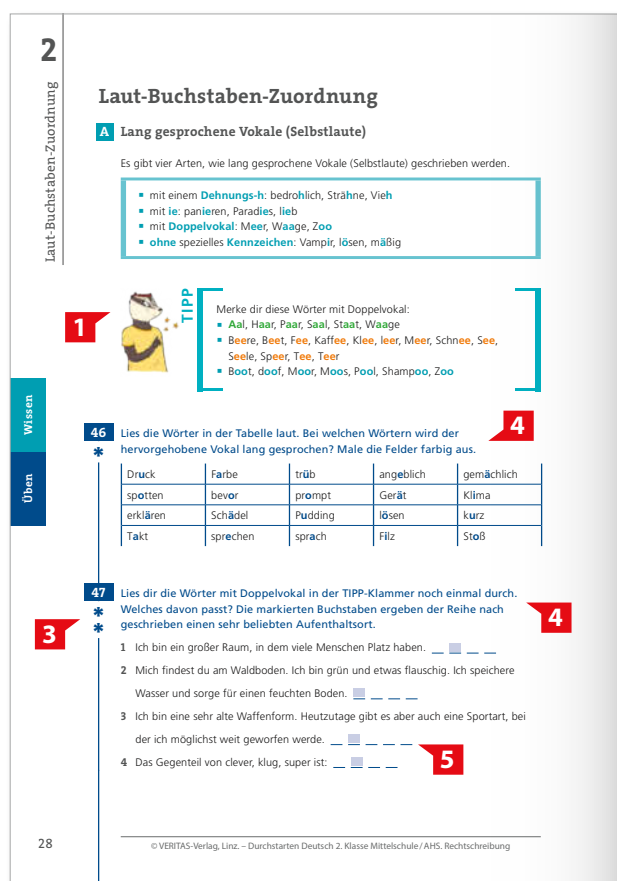 2
Laut-Buchstaben-Zuordnung
Laut-Buchstaben-Zuordnung
A Lang gesprochene Vokale (Selbstlaute)
Es gibt vier Arten, wie lang gesprochene Vokale (Selbstlaute) geschrieben werden.
▪ mit einem Dehnungs-h: bedrohlich, Strähne, Vieh
▪ mit ie: panieren, Paradies, lieb
▪ mit Doppelvokal: Meer, Waage, Zoo
▪ ohne spezielles Kennzeichen: Vampir, lösen, mäßig
1
TIPP
Merke dir diese Wörter mit Doppelvokal:
▪ Aal, Haar, Paar, Saal, Staat, Waage
▪ Beere, Beet, Fee, Kaffee, Klee, leer, Meer, Schnee, See,
Seele, Speer, Tee, Teer
▪ Boot, doof, Moor, Moos, Pool, Shampoo, Zoo
Wissen
Üben
4
46 Lies die Wörter in der Tabelle laut. Bei welchen Wörtern wird der
* hervorgehobene Vokal lang gesprochen? Male die Felder farbig aus.
Druck Farbe trüb angeblich gemächlich
spotten bevor prompt Gerät Klima
erklären Schädel Pudding lösen kurz
Takt sprechen sprach Filz Stoß
47 Lies dir die Wörter mit Doppelvokal in der TIPP-Klammer noch einmal durch.
* Welches davon passt? Die markierten Buchstaben ergeben der Reihe nach
* geschrieben einen sehr beliebten Aufenthaltsort.
3
4
1 Ich bin ein großer Raum, in dem viele Menschen Platz haben. _ _ _ _
2 Mich findest du am Waldboden. Ich bin grün und etwas flauschig. Ich speichere
Wasser und sorge für einen feuchten Boden. _ _ _ _
3 Ich bin eine sehr alte Waffenform. Heutzutage gibt es aber auch eine Sportart, bei
der ich möglichst weit geworfen werde. _ _ _ _ _
4 Das Gegenteil von clever, klug, super ist: _ _ _ _
5
28
© VERITAS-Verlag, Linz. – Durchstarten Deutsch 2. Klasse Mittelschule / AHS. Rechtschreibung